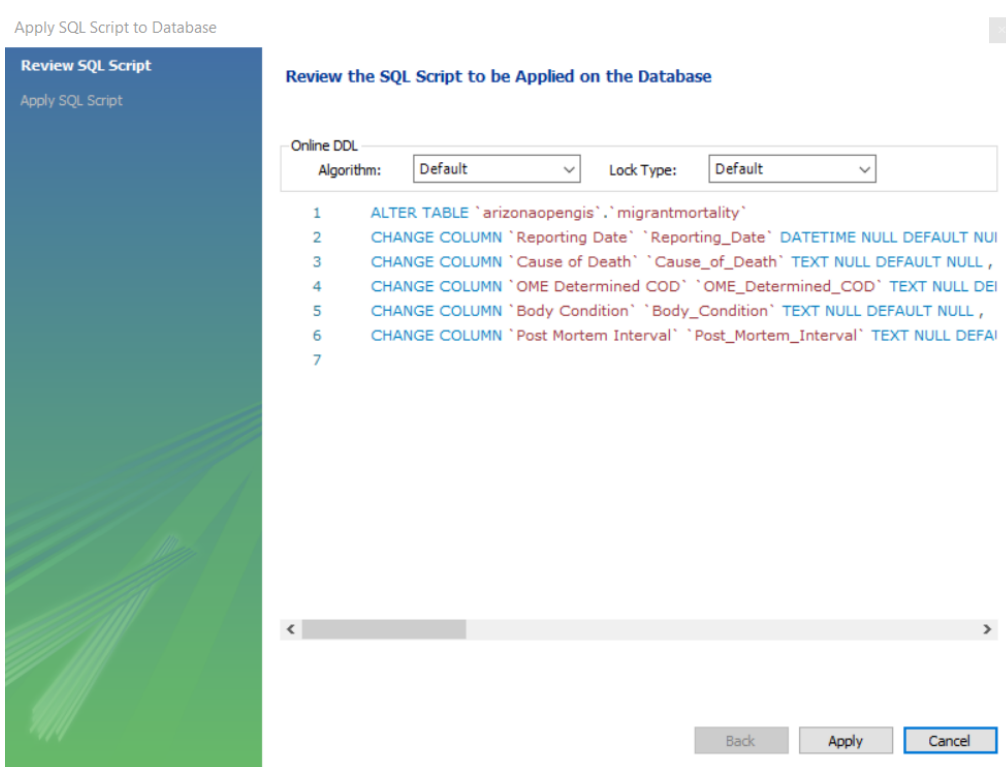 Apply SQL Script to Database
Review SQL Script
Apply SQL Script
Review the SQL Script to be Applied on the Database
Online DDL
Algorithm: Default Lock Type: Default
1 ALTER TABLE `arizonaopengis`.`migrantmortality`
2 CHANGE COLUMN `Reporting Date` `Reporting_Date` DATETIME NULL DEFAULT NUI
3 CHANGE COLUMN `Cause of Death` `Cause_of_Death` TEXT NULL DEFAULT NULL ,
4 CHANGE COLUMN `OME Determined COD` `OME_Determined_COD` TEXT NULL DEI
5 CHANGE COLUMN `Body Condition` `Body_Condition` TEXT NULL DEFAULT NULL ,
6 CHANGE COLUMN `Post Mortem Interval` `Post_Mortem_Interval` TEXT NULL DEFA
7
Back Apply Cancel